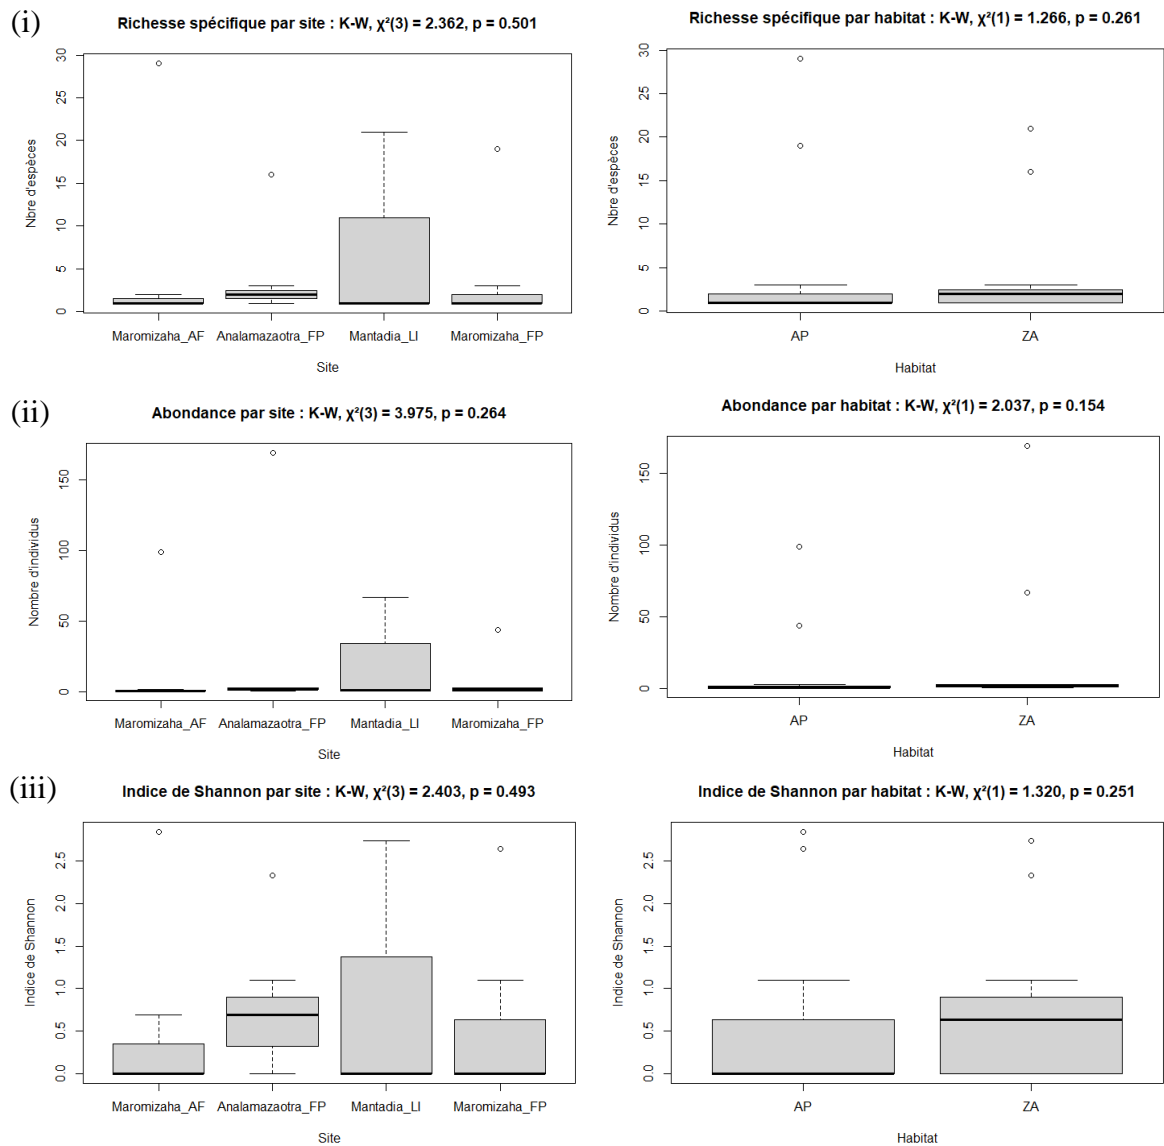 (i)
Richesse spécifique par site : K-W, χ²(3) = 2.362, p = 0.501
Nbre d'espèces
0 5 10 15 20 25 30
Maromizaha_AF Analamazaotra_FP Mantadia_LI Maromizaha_FP
Site
Richesse spécifique par habitat : K-W, χ²(1) = 1.266, p = 0.261
Nbre d'espèces
0 5 10 15 20 25 30
AP ZA
Habitat
(ii)
Abondance par site : K-W, χ²(3) = 3.975, p = 0.264
Nombre d'individus
0 50 100 150
Maromizaha_AF Analamazaotra_FP Mantadia_LI Maromizaha_FP
Site
Abondance par habitat : K-W, χ²(1) = 2.037, p = 0.154
Nombre d'individus
0 50 100 150
AP ZA
Habitat
(iii)
Indice de Shannon par site : K-W, χ²(3) = 2.403, p = 0.493
Indice de Shannon
0.0 0.5 1.0 1.5 2.0 2.5
Maromizaha_AF Analamazaotra_FP Mantadia_LI Maromizaha_FP
Site
Indice de Shannon par habitat : K-W, χ²(1) = 1.320, p = 0.251
Indice de Shannon
0.0 0.5 1.0 1.5 2.0 2.5
AP ZA
Habitat